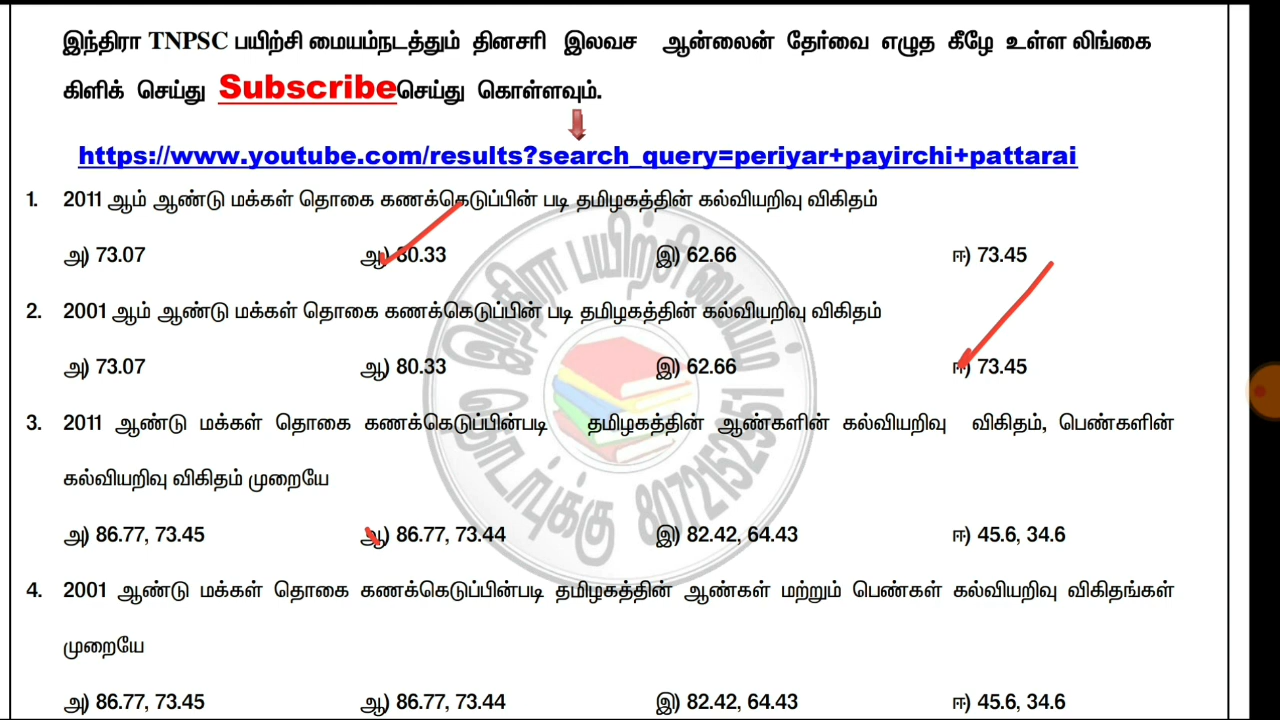 இந்திரா TNPSC பயிற்சி மையம்நடத்தும் தினசரி இலவச ஆன்லைன் தேர்வை எழுத கீழே உள்ள லிங்கை
கிளிக் செய்து Subscribeசெய்து கொள்ளவும்.
https://www.youtube.com/results?search_query=periyar+payirchi+pattarai
1. 2011 ஆம் ஆண்டு மக்கள் தொகை கணக்கெடுப்பின் படி தமிழகத்தின் கல்வியறிவு விகிதம்
அ) 73.07 ஆ) 80.33 இ) 62.66 ஈ) 73.45
2. 2001 ஆம் ஆண்டு மக்கள் தொகை கணக்கெடுப்பின் படி தமிழகத்தின் கல்வியறிவு விகிதம்
அ) 73.07 ஆ) 80.33 இ) 62.66 ஈ) 73.45
3. 2011 ஆண்டு மக்கள் தொகை கணக்கெடுப்பின்படி தமிழகத்தின் ஆண்களின் கல்வியறிவு விகிதம், பெண்களின்
கல்வியறிவு விகிதம் முறையே
அ) 86.77, 73.45 ஆ) 86.77, 73.44 இ) 82.42, 64.43 ஈ) 45.6, 34.6
4. 2001 ஆண்டு மக்கள் தொகை கணக்கெடுப்பின்படி தமிழகத்தின் ஆண்கள் மற்றும் பெண்கள் கல்வியறிவு விகிதங்கள்
முறையே
அ) 86.77, 73.45 ஆ) 86.77, 73.44 இ) 82.42, 64.43 ஈ) 45.6, 34.6
இந்திரா பயிற்சி மையம்
தொடர்புக்கு